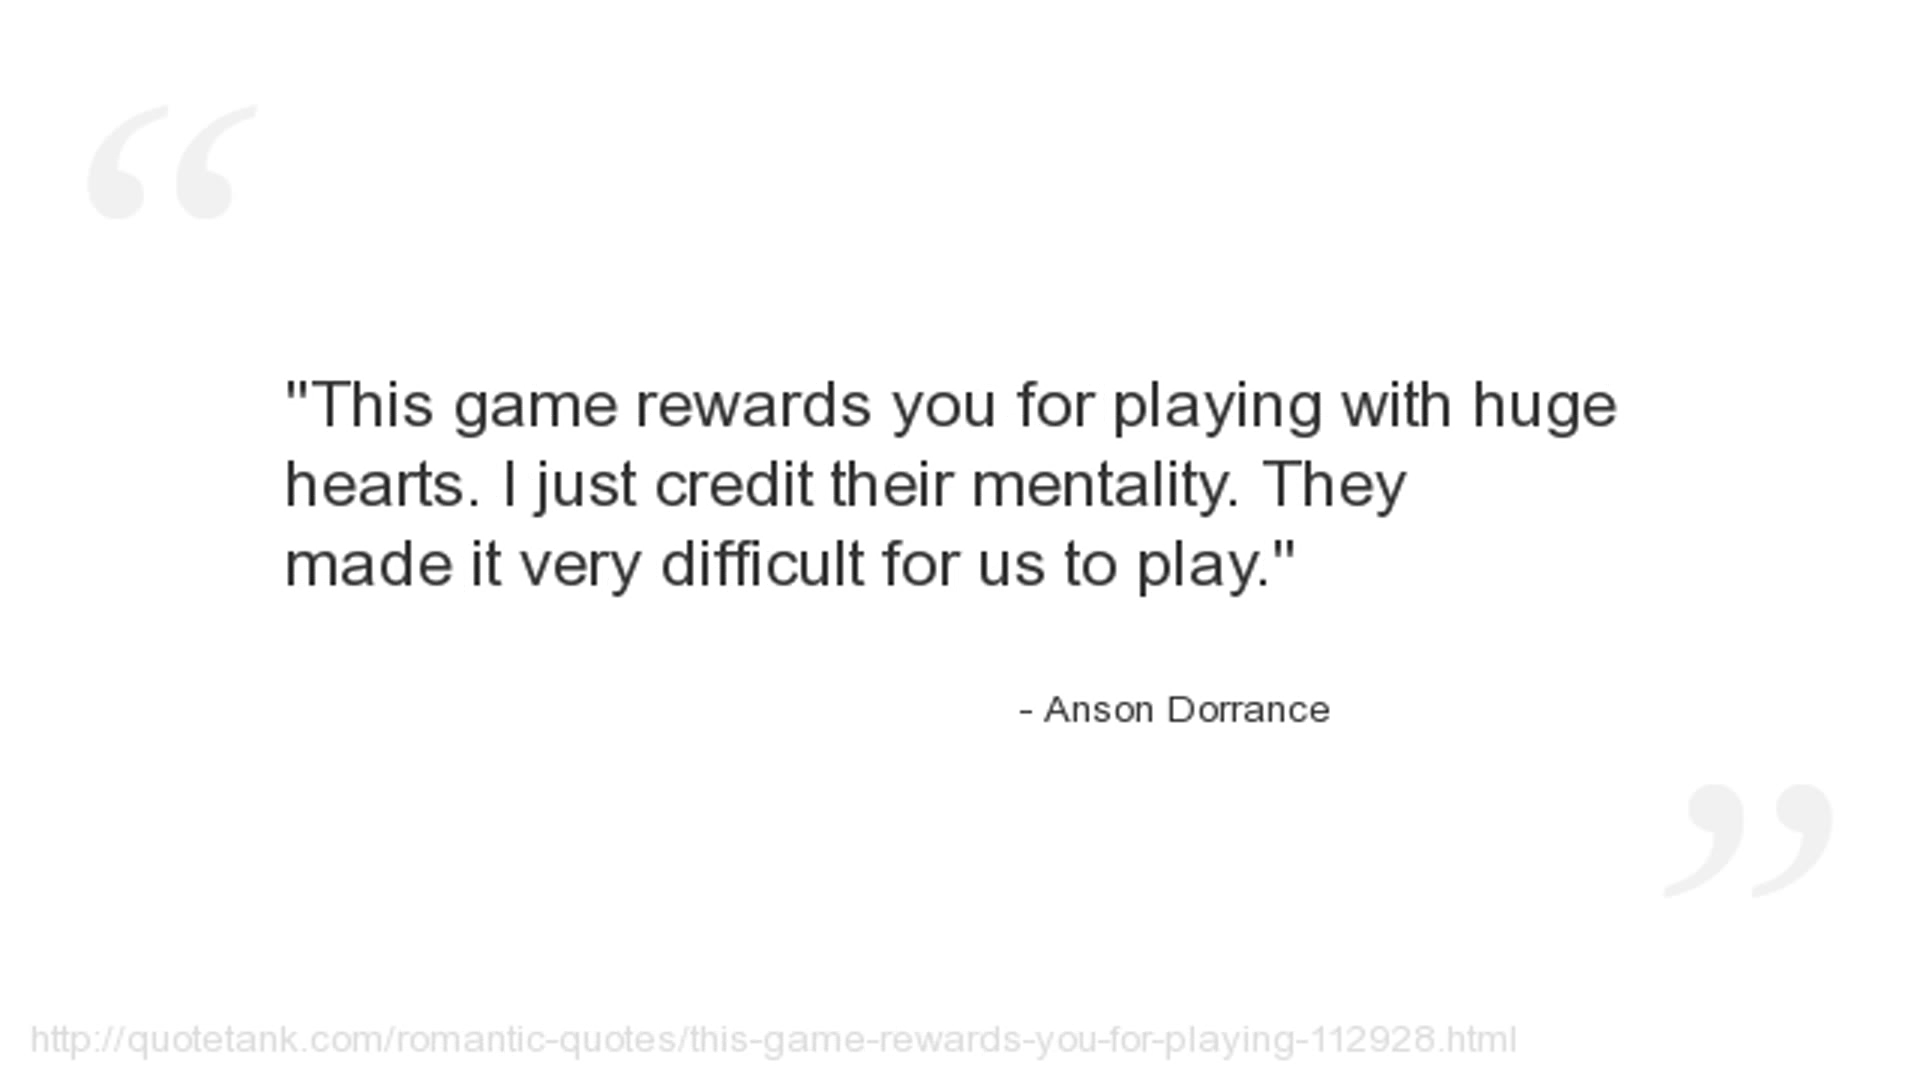 "This game rewards you for playing with huge
hearts. I just credit their mentality. They
made it very difficult for us to play."
- Anson Dorrance
http://quotetank.com/romantic-quotes/this-game-rewards-you-for-playing-112928.html